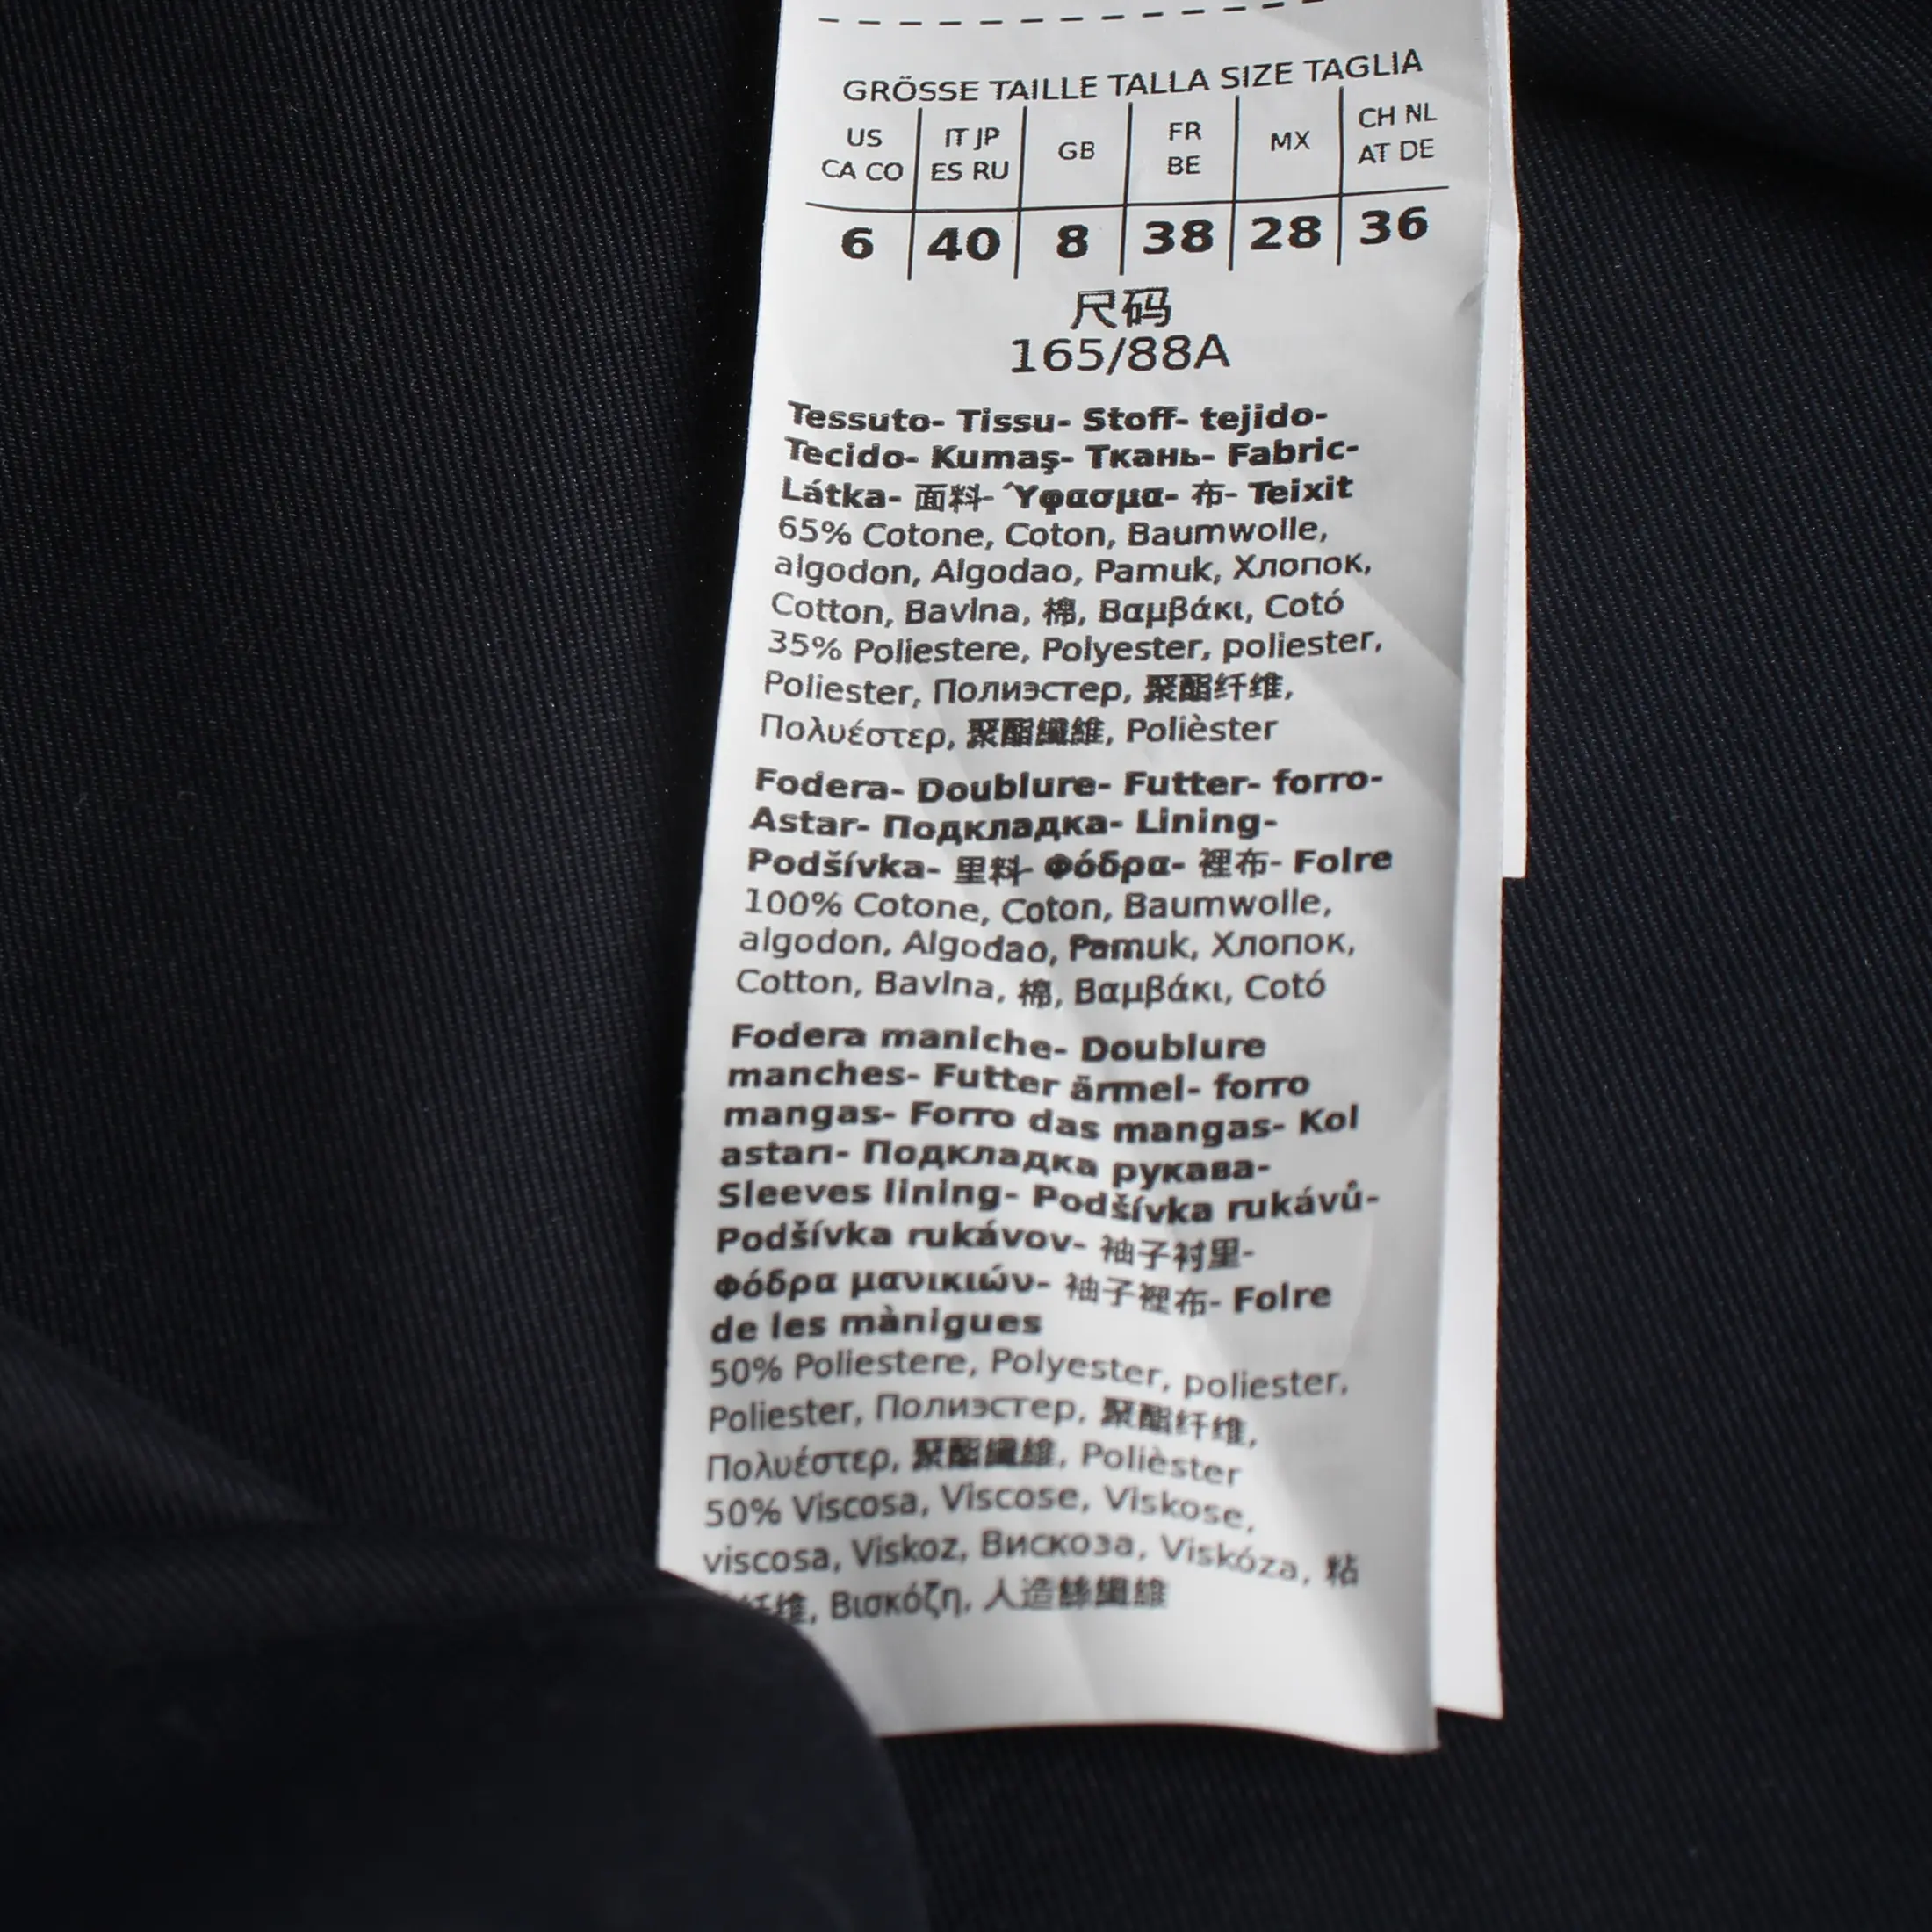 GRÖSSE TAILLE TALLA SIZE TAGLIA
US CA CO | IT JP ES RU | GB | FR BE | MX | CH NL AT DE
6 | 40 | 8 | 38 | 28 | 36
尺码
165/88A
Tessuto- Tissu- Stoff- tejido-
Tecido- Kumaş- Ткань- Fabric-
Látka- 面料- Ύφασμα- 布- Teixit
65% Cotone, Coton, Baumwolle,
algodon, Algodao, Pamuk, Хлопок,
Cotton, Bavlna, 棉, Βαμβάκι, Cotó
35% Poliestere, Polyester, poliester,
Poliester, Полиэстер, 聚酯纤维,
Πολυέστερ, 聚酯纖維, Polièster
Fodera- Doublure- Futter- forro-
Astar- Подкладка- Lining-
Podšívka- 里料- Φόδρα- 裡布- Folre
100% Cotone, Coton, Baumwolle,
algodon, Algodao, Pamuk, Хлопок,
Cotton, Bavlna, 棉, Βαμβάκι, Cotó
Fodera maniche- Doublure
manches- Futter ärmel- forro
mangas- Forro das mangas- Kol
astarı- Подкладка рукава-
Sleeves lining- Podšívka rukávů-
Podšívka rukávov- 袖子衬里-
Φόδρα μανικιών- 袖子裡布- Folre
de les mànigues
50% Poliestere, Polyester, poliester,
Poliester, Полиэстер, 聚酯纤维,
Πολυέστερ, 聚酯纖維, Polièster
50% Viscosa, Viscose, Viskose,
viscosa, Viskoz, Вискоза, Viskóza, 粘
纤维, Βισκόζη, 人造絲纖維